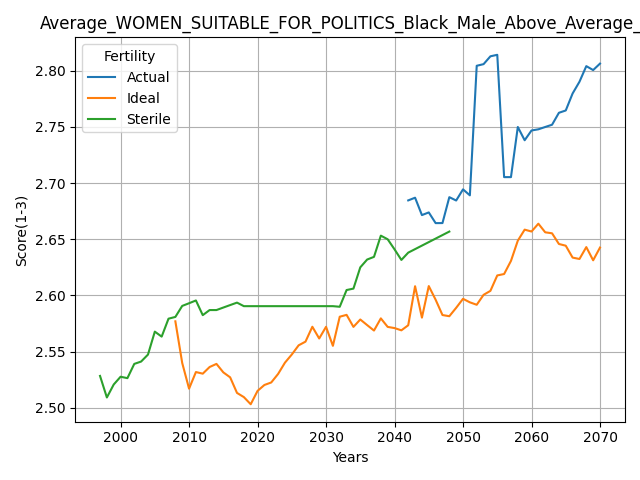 Average_WOMEN_SUITABLE_FOR_POLITICS_Black_Male_Above_Average_
Fertility
Actual
Ideal
Sterile
Score(1-3)
2.80
2.75
2.70
2.65
2.60
2.55
2.50
2000 2010 2020 2030 2040 2050 2060 2070
Years